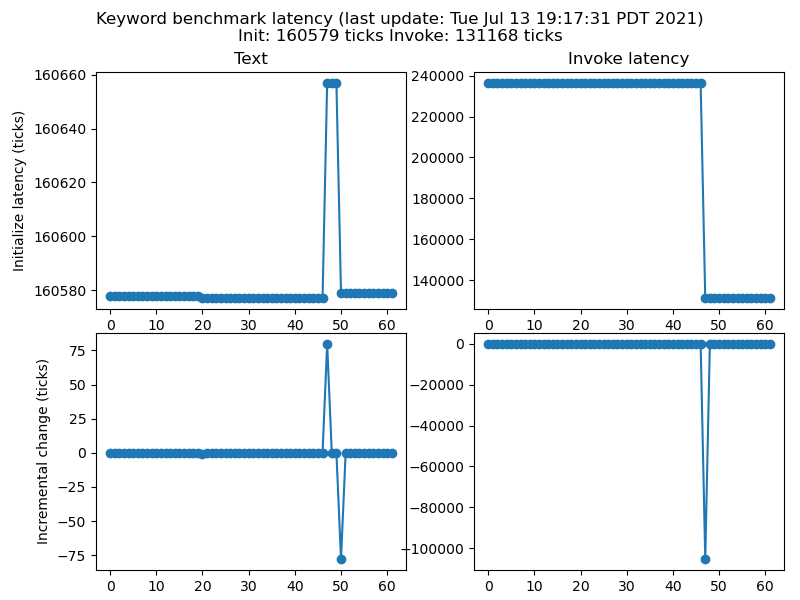 Keyword benchmark latency (last update: Tue Jul 13 19:17:31 PDT 2021)
Init: 160579 ticks Invoke: 131168 ticks
Text
Invoke latency
Initialize latency (ticks)
160660
160640
160620
160600
160580
0 10 20 30 40 50 60
240000
220000
200000
180000
160000
140000
0 10 20 30 40 50 60
Incremental change (ticks)
75
50
25
0
−25
−50
−75
0 10 20 30 40 50 60
0
−20000
−40000
−60000
−80000
−100000
0 10 20 30 40 50 60